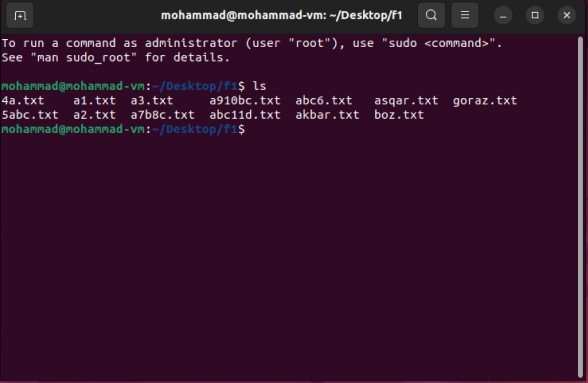 mohammad@mohammad-vm: ~/Desktop/f1
To run a command as administrator (user "root"), use "sudo <command>".
See "man sudo_root" for details.
mohammad@mohammad-vm:~/Desktop/f1$ ls
4a.txt a1.txt a3.txt a910bc.txt abc6.txt asqar.txt goraz.txt
5abc.txt a2.txt a7b8c.txt abc11d.txt akbar.txt boz.txt
mohammad@mohammad-vm:~/Desktop/f1$